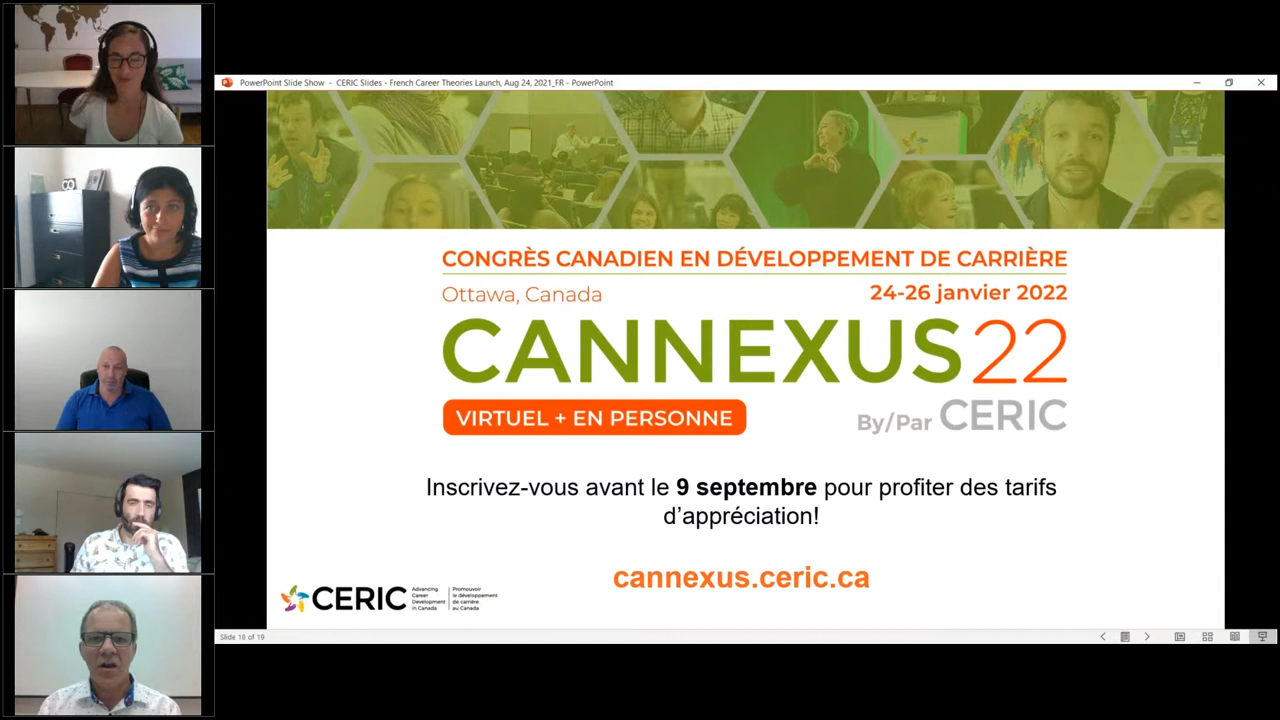 PowerPoint Slide Show - CERIC Slides - French Career Theories Launch, Aug 24, 2021_FR - PowerPoint
CONGRÈS CANADIEN EN DÉVELOPPEMENT DE CARRIÈRE
Ottawa, Canada
24-26 janvier 2022
CANNEXUS22
VIRTUEL + EN PERSONNE
By/Par CERIC
Inscrivez-vous avant le 9 septembre pour profiter des tarifs
d’appréciation!
cannexus.ceric.ca
CERIC
Advancing
Career
Development
in Canada
Promouvoir
le développement
de carrière
au Canada
Slide 18 of 19